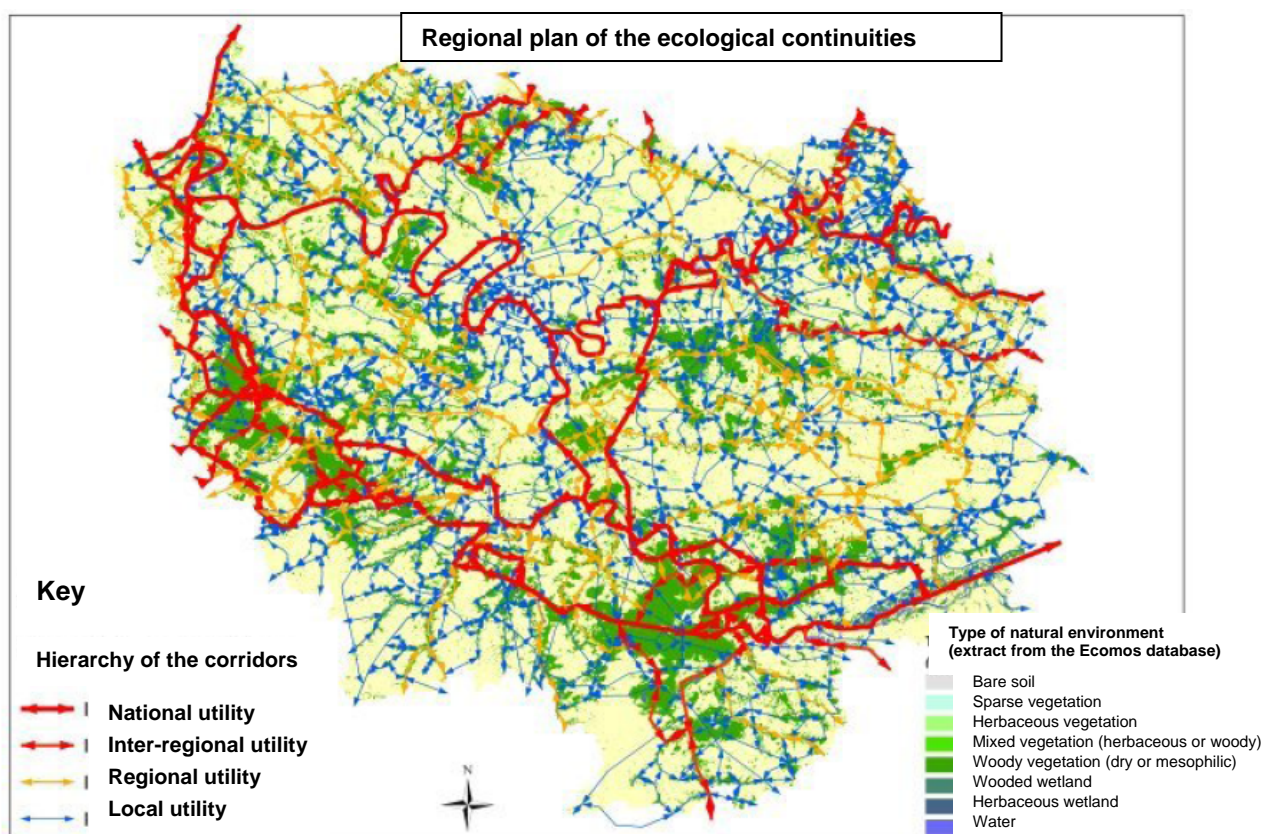 Regional plan of the ecological continuities
Key
Hierarchy of the corridors
National utility
Inter-regional utility
Regional utility
Local utility
N
Type of natural environment
(extract from the Ecomos database)
Bare soil
Sparse vegetation
Herbaceous vegetation
Mixed vegetation (herbaceous or woody)
Woody vegetation (dry or mesophilic)
Wooded wetland
Herbaceous wetland
Water